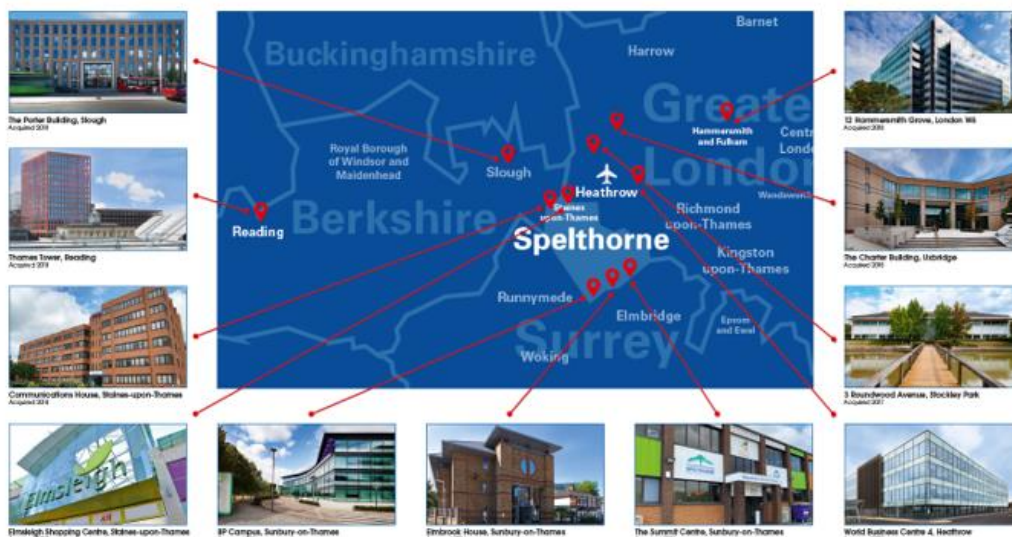 Buckinghamshire
Barnet
Harrow
Greater
London
Hammersmith
and Fulham
Royal Borough
of Windsor and
Maidenhead
Slough
Heathrow
Berkshire
Reading
upon-Thames
Spelthorne
Richmond
upon-Thames
Kingston
upon-Thames
Runnymede
Elmbridge
Epsom
and Ewel
Surrey
Woking
The Porter Building, Slough
Thames Tower, Reading
Communications House, Staines-upon-Thames
Elmsleigh
Elmsleigh Shopping Centre, Staines-upon-Thames
BP Campus, Sunbury-on-Thames
Elmbrook House, Sunbury-on-Thames
The Summit Centre, Sunbury-on-Thames
World Business Centre 4, Heathrow
3 Roundwood Avenue, Stockley Park
Acquired 2017
The Charter Building, Uxbridge
12 Hammersmith Grove, London W6